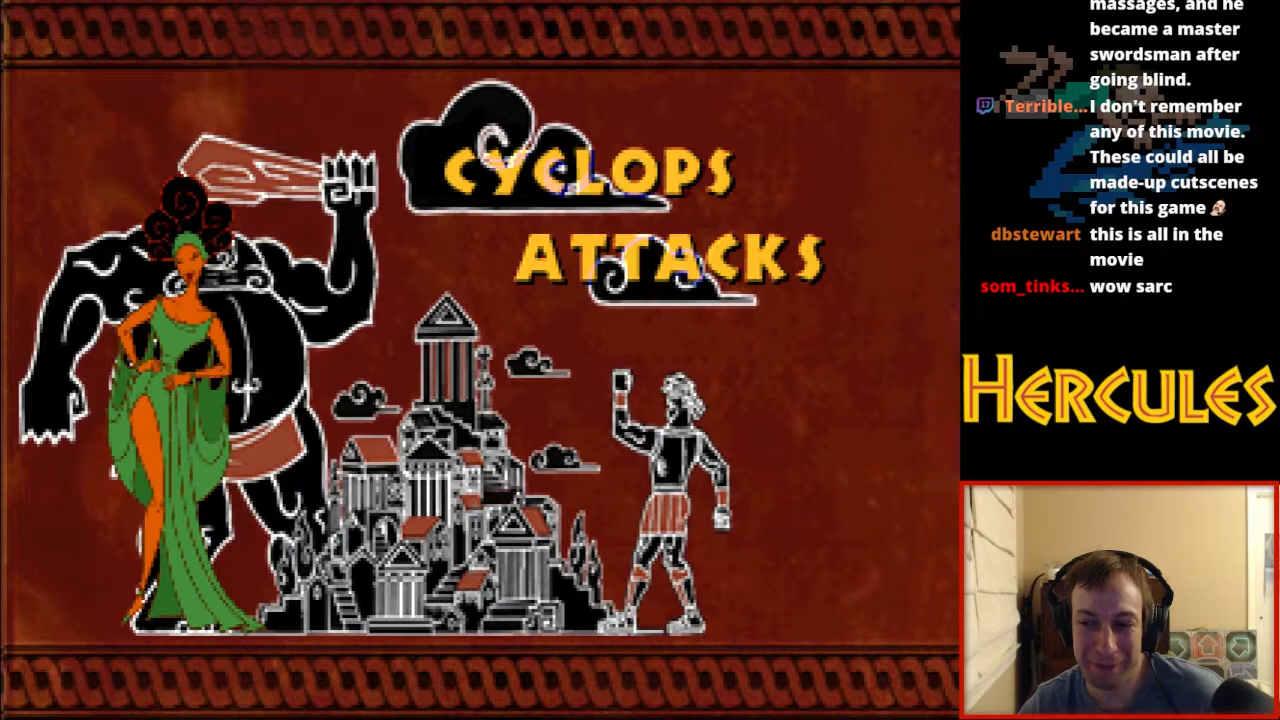 CYCLOPS
ATTACKS
massages, and he
became a master
swordsman after
going blind.
Terrible... I don't remember
any of this movie.
These could all be
made-up cutscenes
for this game
dbstewart this is all in the
movie
som_tinks... wow sarc
HERCULES